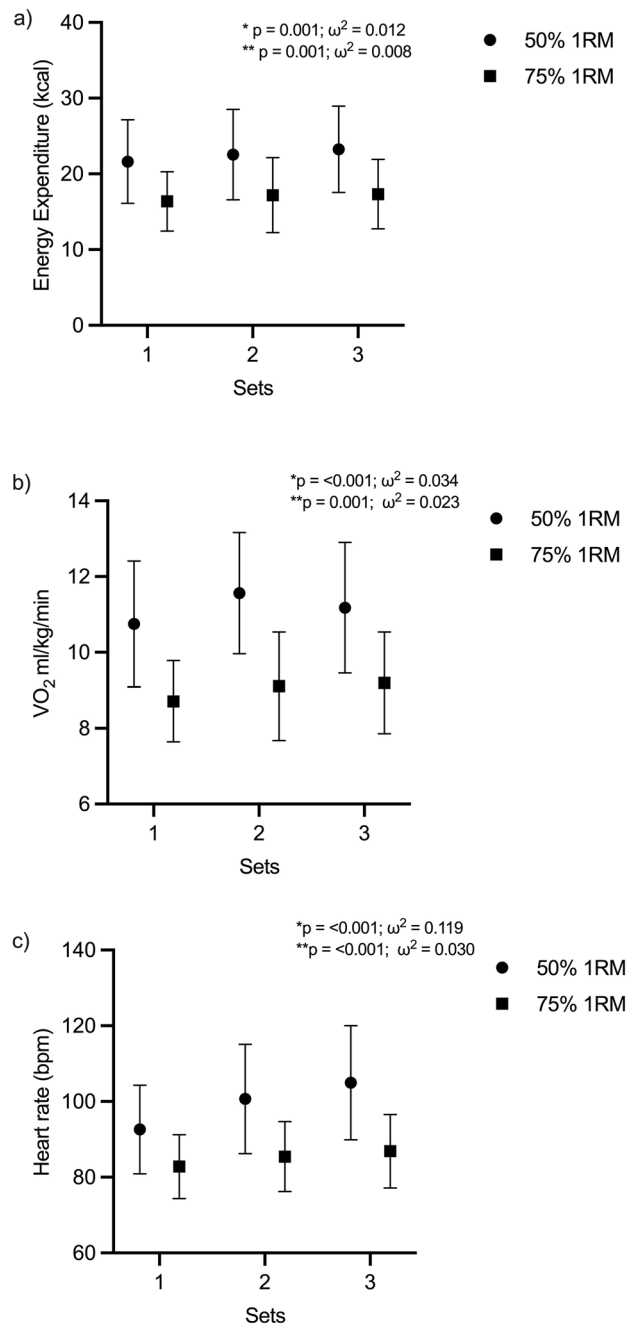 a)
* p = 0.001; ω² = 0.012
** p = 0.001; ω² = 0.008
50% 1RM
75% 1RM
Energy Expenditure (kcal)
40
30
20
10
0
1 2 3
Sets
b)
*p = <0.001; ω² = 0.034
**p = 0.001; ω² = 0.023
50% 1RM
75% 1RM
VO₂ ml/kg/min
14
12
10
8
6
1 2 3
Sets
c)
*p = <0.001; ω² = 0.119
**p = <0.001; ω² = 0.030
50% 1RM
75% 1RM
Heart rate (bpm)
140
120
100
80
60
1 2 3
Sets